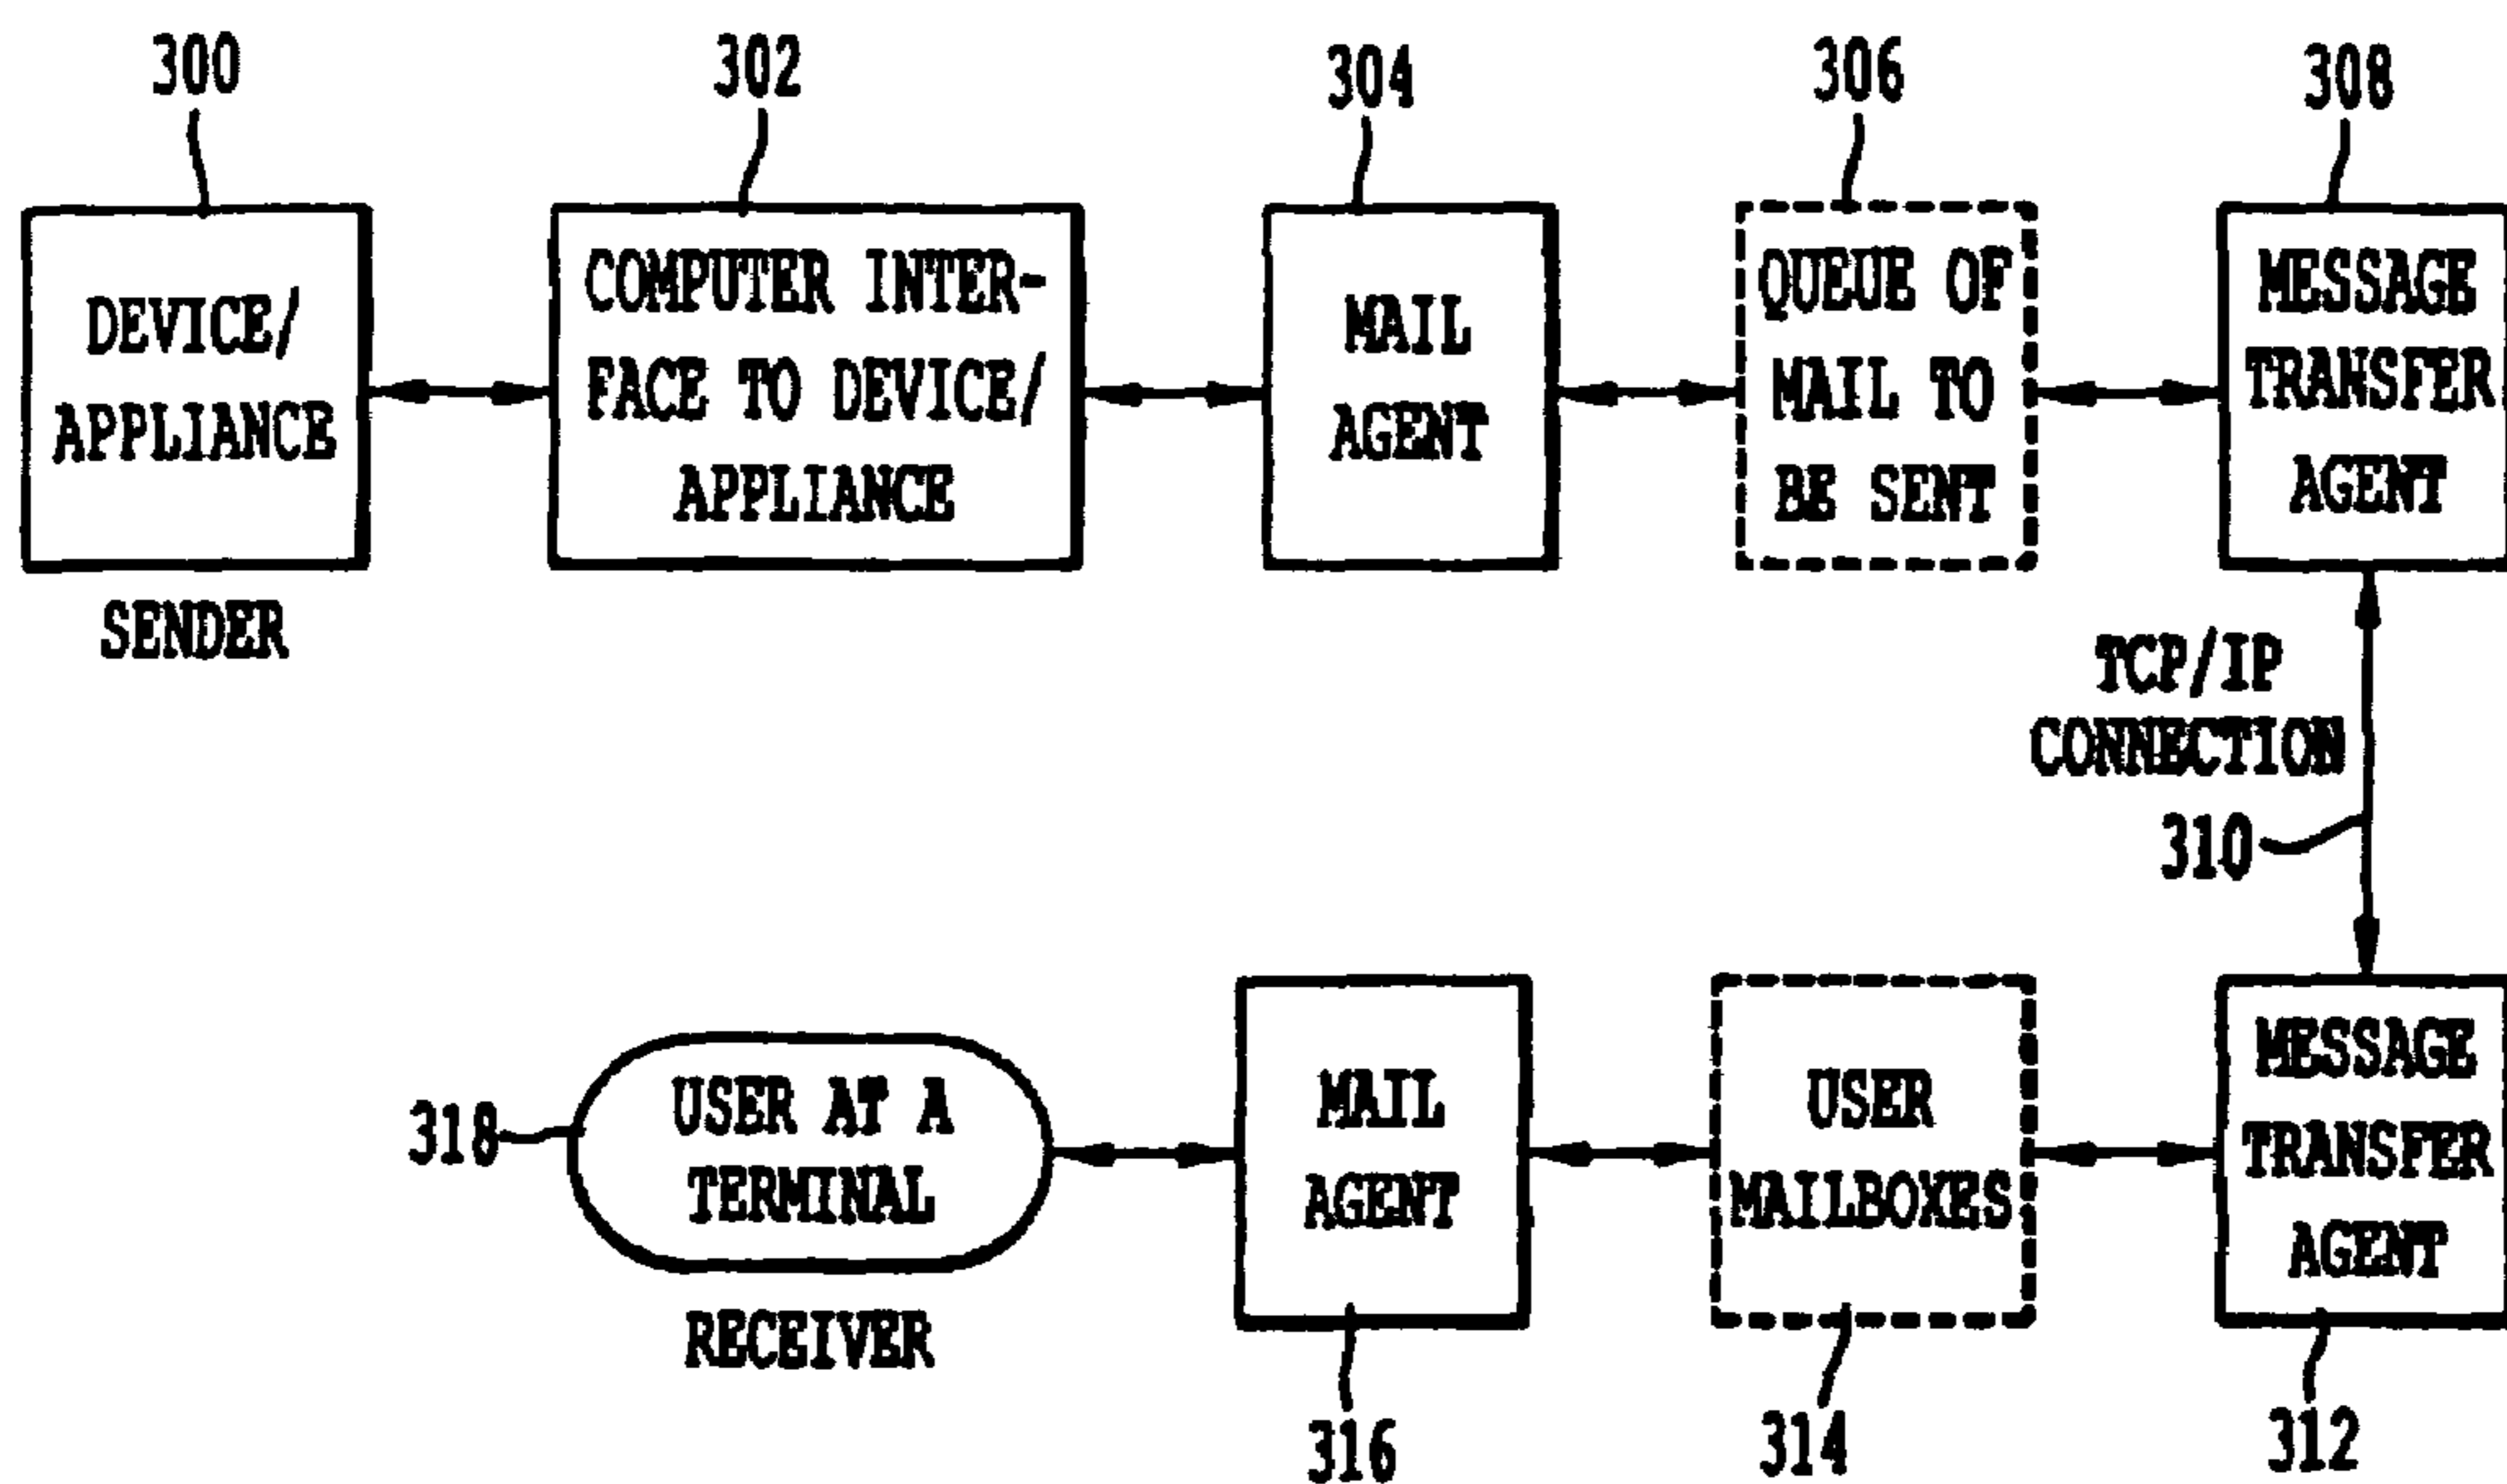 300
302
304
306
308
DEVICE/
APPLIANCE
COMPUTER INTER-
FACE TO DEVICE/
APPLIANCE
MAIL
AGENT
QUEUE OF
MAIL TO
BE SENT
MESSAGE
TRANSFER
AGENT
SENDER
TCP/IP
CONNECTION
310
318
USER AT A
TERMINAL
RECEIVER
MAIL
AGENT
USER
MAILBOXES
MESSAGE
TRANSFER
AGENT
316
314
312